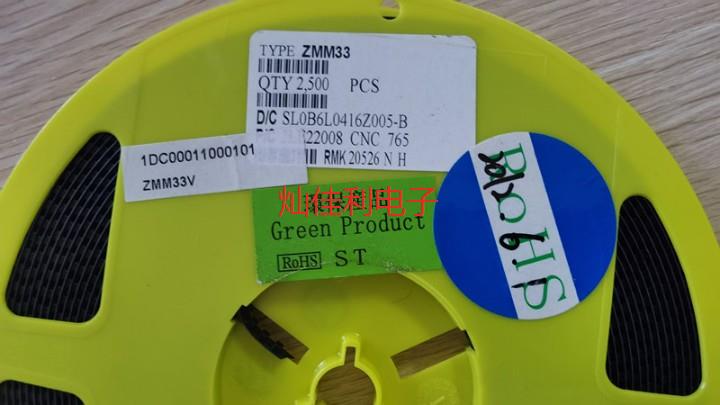 TYPE ZMM33
QTY 2,500 PCS
D/C SL0B6L0416Z005-B
22008 CNC 765
RMK 20526 N H
1DC00011000101
ZMM33V
灿佳利电子
Green Product
RoHS ST
RoHS